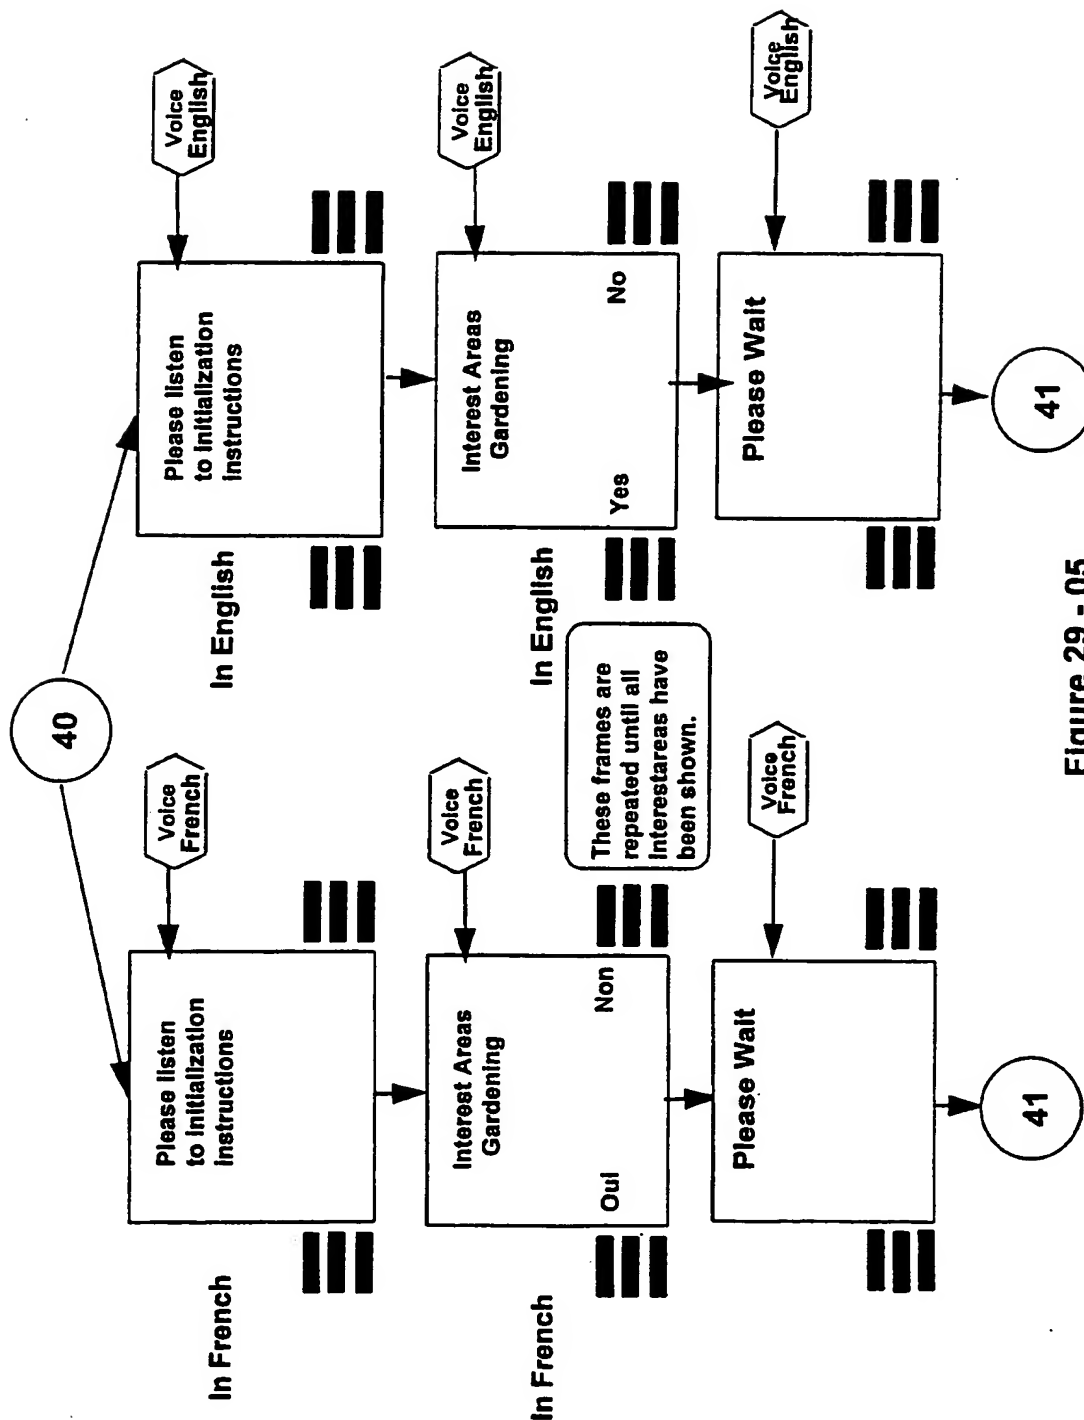 40
In French
Please listen
to initialization
instructions
Voice
French
In English
Please listen
to initialization
instructions
Voice
English
In French
Interest Areas
Gardening
Oui
Non
Voice
French
In English
Interest Areas
Gardening
Yes
No
Voice
English
These frames are
repeated until all
interestareas have
been shown.
Please Wait
Voice
French
Please Wait
Voice
English
41
41
Figure 29 - 05